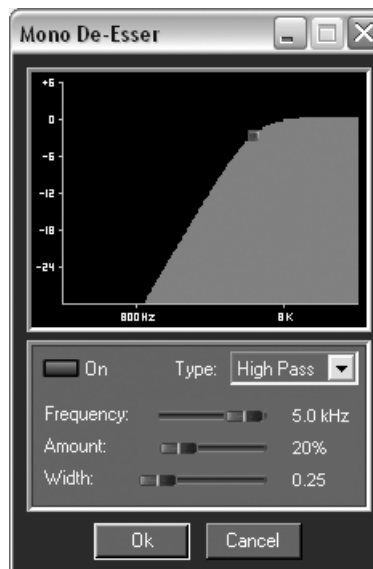 Mono De-Esser
+6
0
-6
-12
-18
-24
800Hz 8K
On Type: High Pass
Frequency: 5.0 kHz
Amount: 20%
Width: 0.25
Ok Cancel